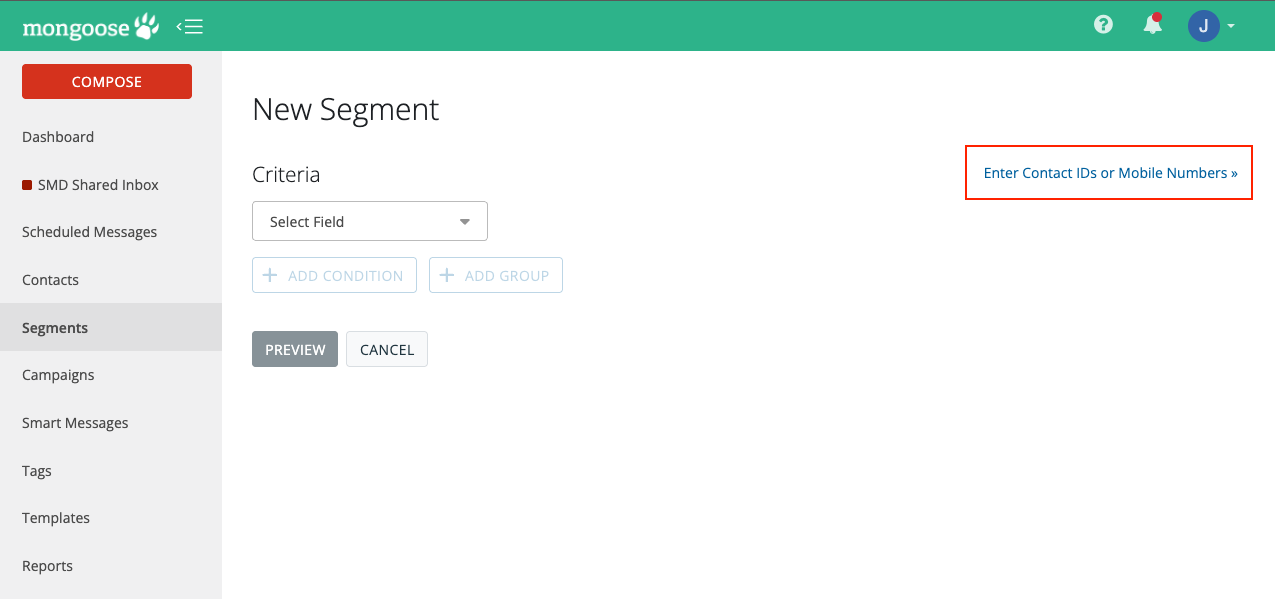 mongoose
?
J
COMPOSE
Dashboard
SMD Shared Inbox
Scheduled Messages
Contacts
Segments
Campaigns
Smart Messages
Tags
Templates
Reports
New Segment
Criteria
Enter Contact IDs or Mobile Numbers »
Select Field
+ ADD CONDITION + ADD GROUP
PREVIEW CANCEL